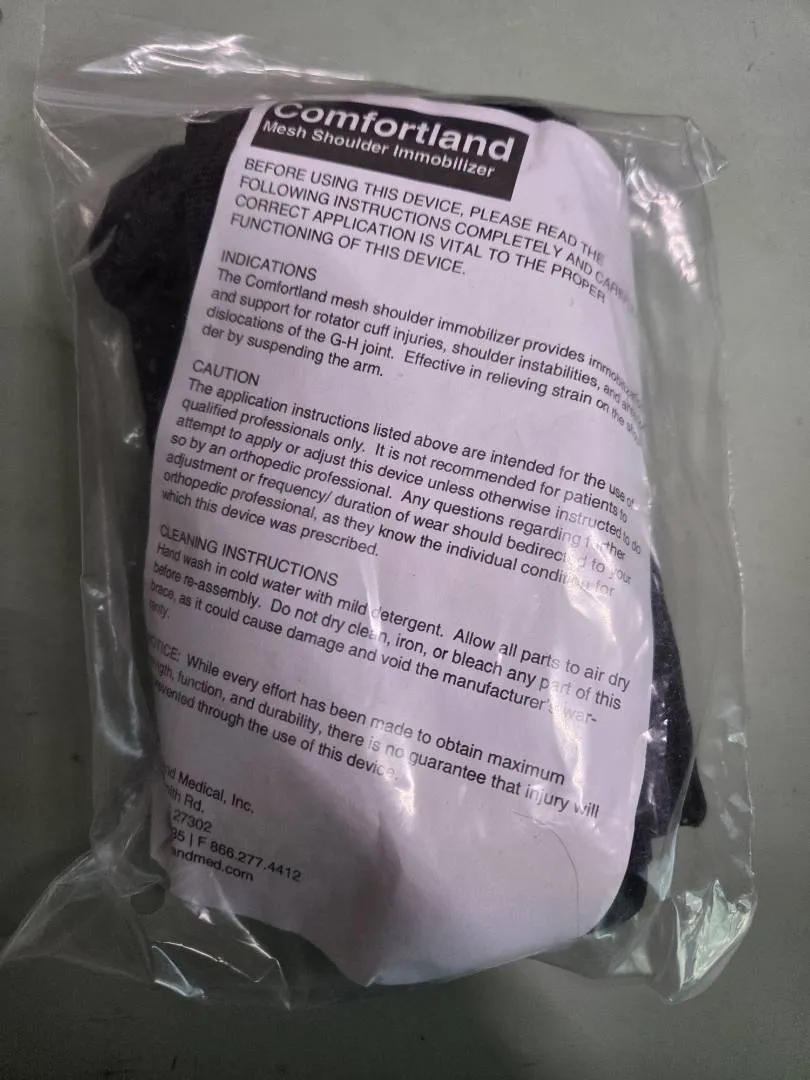 Comfortland
Mesh Shoulder Immobilizer
BEFORE USING THIS DEVICE, PLEASE READ THE
FOLLOWING INSTRUCTIONS COMPLETELY AND
CORRECT APPLICATION IS VITAL TO THE PROPER
FUNCTIONING OF THIS DEVICE.
INDICATIONS
The Comfortland mesh shoulder immobilizer provides
and support for rotator cuff injuries, shoulder instabilities, and
dislocations of the G-H joint. Effective in relieving strain on the
der by suspending the arm.
CAUTION
The application instructions listed above are intended for the use of
qualified professionals only. It is not recommended for patients to
attempt to apply or adjust this device unless otherwise instructed to do
so by an orthopedic professional. Any questions regarding further
adjustment or frequency/ duration of wear should bedirected to your
orthopedic professional, as they know the individual condition for
which this device was prescribed.
CLEANING INSTRUCTIONS
Hand wash in cold water with mild detergent. Allow all parts to air dry
before re-assembly. Do not dry clean, iron, or bleach any part of this
brace, as it could cause damage and void the manufacturer's war-
ranty.
NOTICE: While every effort has been made to obtain maximum
function, and durability, there is no guarantee that injury will
through the use of this device.
Medical, Inc.
Rd.
27302
35 | F 866.277.4412
andmed.com